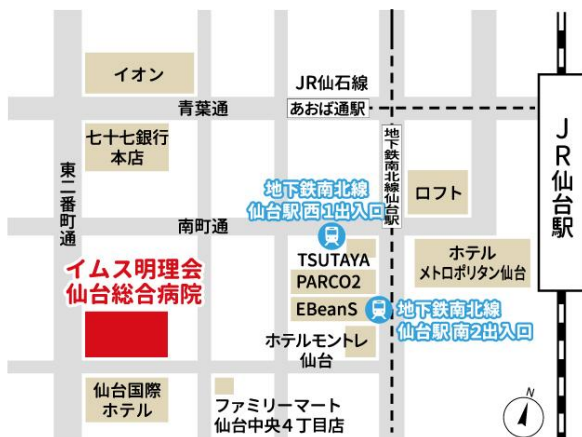 イオン
JR仙石線
あおば通駅
青葉通
七十七銀行
本店
東二番町通
地下鉄南北線仙台駅
JR仙台駅
ロフト
地下鉄南北線
仙台駅 西1出入口
南町通
TSUTAYA
ホテル
メトロポリタン仙台
イムス明理会
仙台総合病院
PARCO2
EBeanS
地下鉄南北線
仙台駅 南2出入口
ホテルモントレ
仙台
仙台国際
ホテル
ファミリーマート
仙台中央4丁目店
N